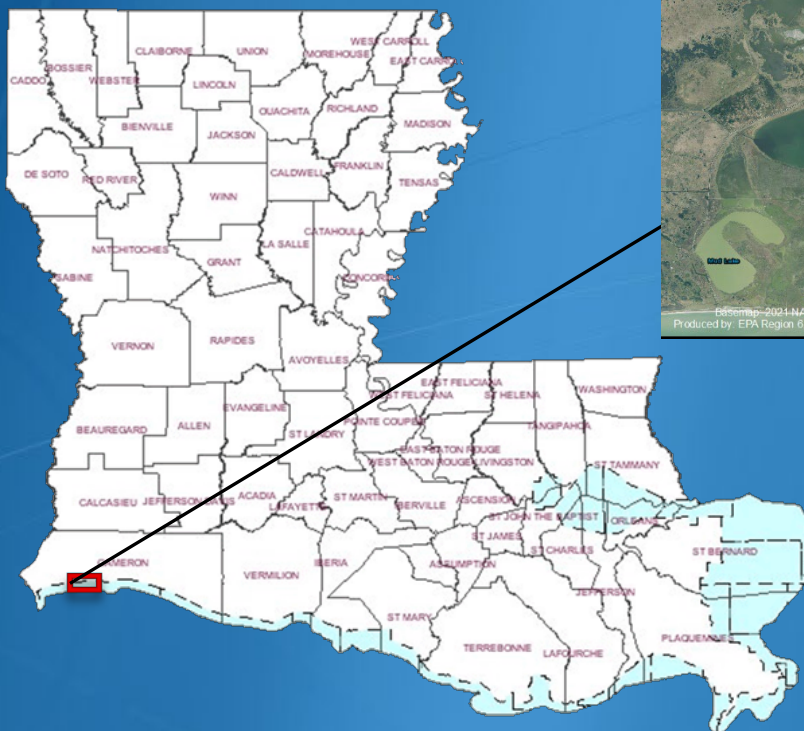 CLAIBORNE
UNION
MOREHOUSE
WEST CARROLL
EAST CARRO
CADDO
BOSSIER
WEBSTER
LINCOLN
OUACHITA
RICHLAND
MADISON
BIENVILLE
JACKSON
DE SOTO
RED RIVER
CALDWELL
FRANKLIN
TENSAS
WINN
NATCHITOCHES
LA SALLE
CATAHOULA
GRANT
SABINE
CONCORD
VERNON
RAPIDES
AVOYELLES
BEAUREGARD
ALLEN
EVANGELINE
ST LANDRY
POINTE COUPEE
WEST FELICIANA
EAST FELICIANA
ST HELENA
WASHINGTON
TANGIPAHOA
EAST BATON ROUGE
WEST BATON ROUGE
LIVINGSTON
ST TAMMANY
CALCASIEU
JEFFERSON DAVIS
ACADIA
LAFAYETTE
ST MARTIN
IBERVILLE
ASCENSION
ST JOHN THE BAPTIST
ORLEANS
ST JAMES
ST CHARLES
ST BERNARD
CAMERON
VERMILION
IBERIA
ASSUMPTION
JEFFERSON
ST MARY
TERREBONNE
LAFOURCHE
PLAQUEMINES
Mud Lake
Basemap: 2021 NA
Produced by: EPA Region 6